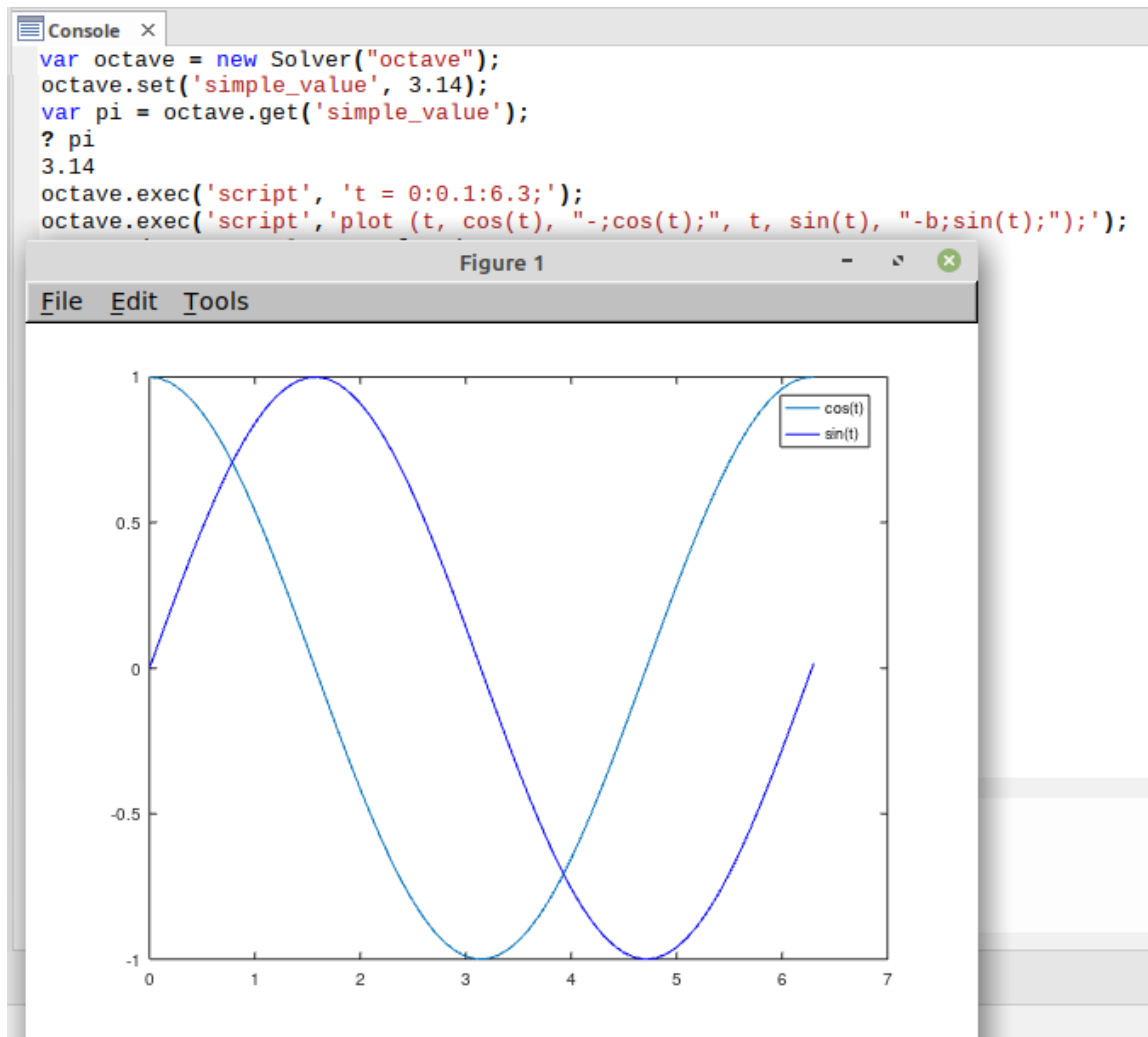 Console ×
var octave = new Solver("octave");
octave.set('simple_value', 3.14);
var pi = octave.get('simple_value');
? pi
3.14
octave.exec('script', 't = 0:0.1:6.3;');
octave.exec('script','plot (t, cos(t), "-;cos(t);", t, sin(t), "-b;sin(t);");');
Figure 1
File Edit Tools
1
cos(t)
sin(t)
0.5
0
-0.5
-1
0 1 2 3 4 5 6 7